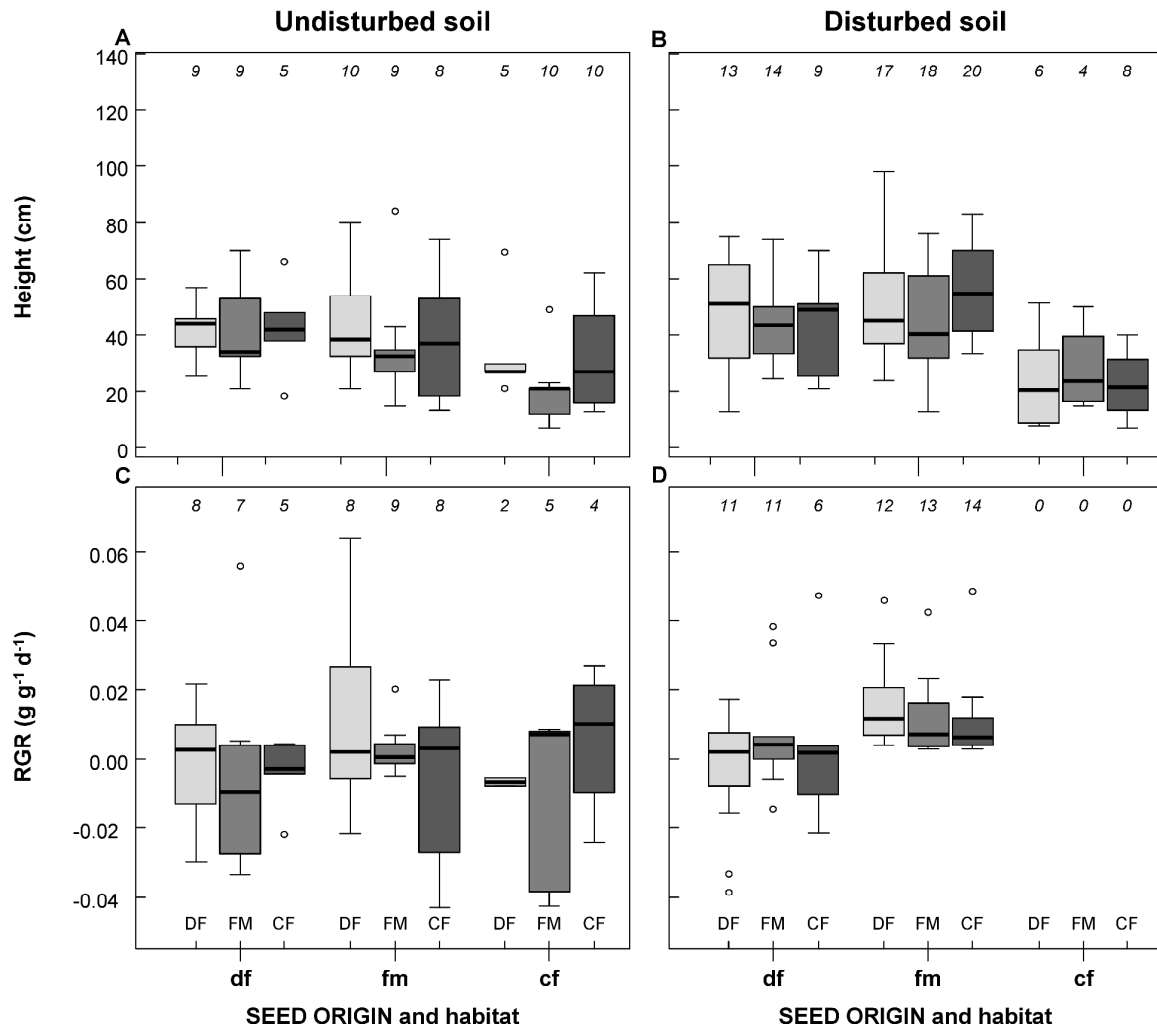 Undisturbed soil Disturbed soil
A B
140 9 9 5 10 9 8 5 10 10 13 14 9 17 18 20 6 4 8
120
100
80
60
40
20
0
Height (cm)
C D
8 7 5 8 9 8 2 5 4 11 11 6 12 13 14 0 0 0
0.06
0.04
0.02
0.00
-0.02
-0.04
RGR (g g⁻¹ d⁻¹)
DF FM CF DF FM CF DF FM CF DF FM CF DF FM CF DF FM CF
df fm cf df fm cf
SEED ORIGIN and habitat SEED ORIGIN and habitat